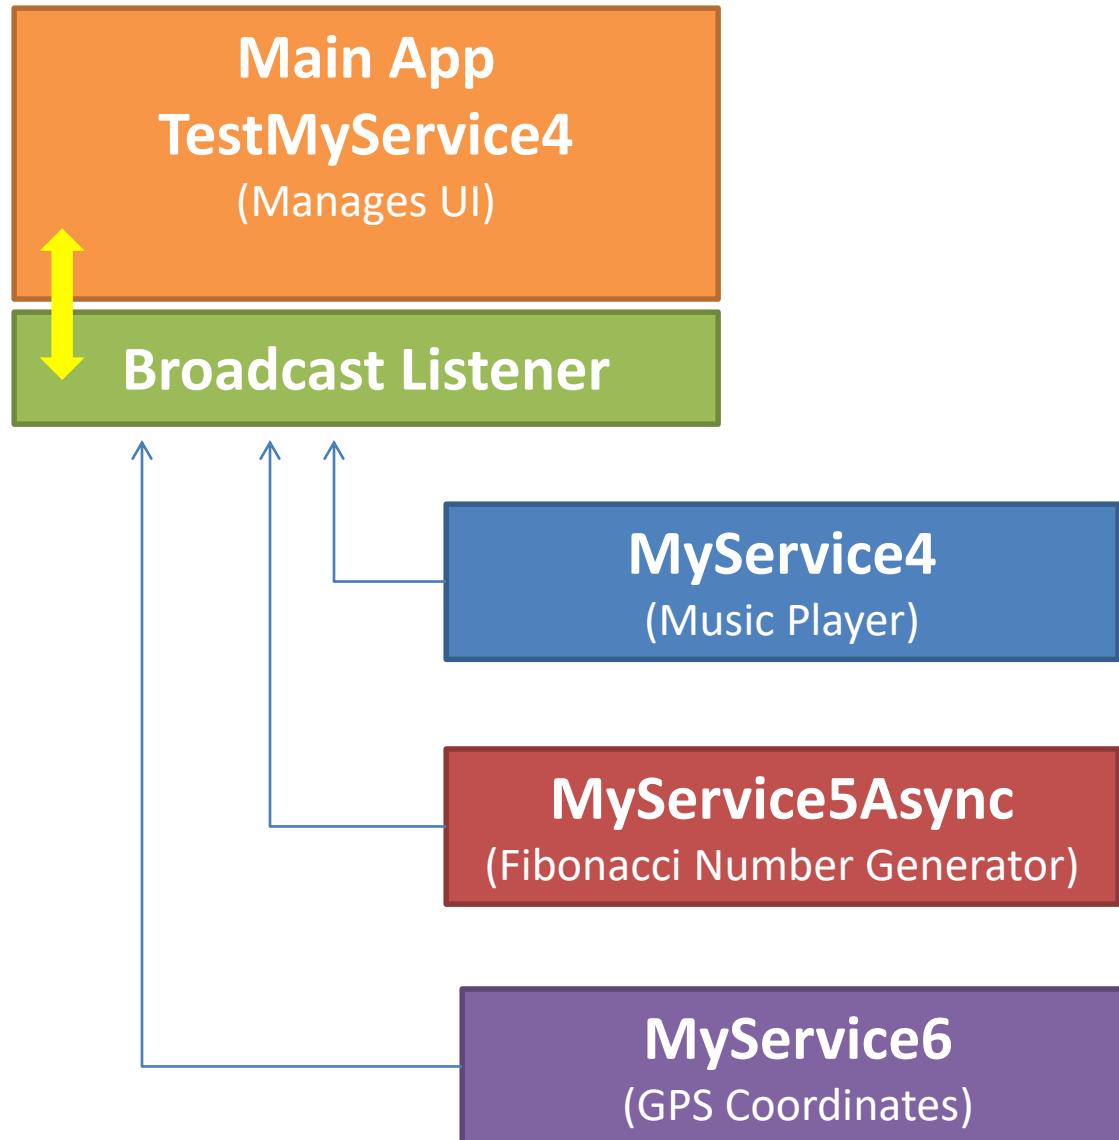 Main App
TestMyService4
(Manages UI)
Broadcast Listener
MyService4
(Music Player)
MyService5Async
(Fibonacci Number Generator)
MyService6
(GPS Coordinates)